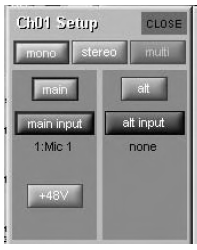 Ch01 Setup CLOSE
mono stereo multi
main alt
main input alt input
1:Mic 1 none
+48V